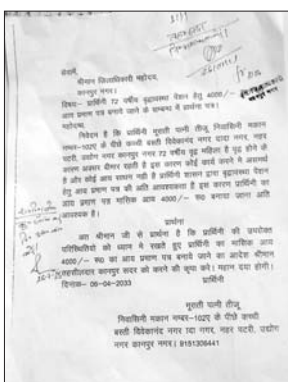 सेवामें,
श्रीमान जिलाधिकारी महोदय,
कानपुर नगर।
विषय:- प्रार्थिनी 72 वर्षीय वृद्धावस्था पेंशन हेतु 4000/-
आय प्रमाण पत्र बनाये जाने के सम्बन्ध में प्रार्थना पत्र।
महोदय,
निवेदन है कि प्रार्थिनी मूराती पत्नी तीजू, निवासिनी मकान
नम्बर-102ए के पीछे कच्ची बस्ती विवेकानंद नगर दादा नगर, नहर
पटरी, उद्योग नगर कानपुर नगर 72 वर्षीय वृद्ध महिला है वृद्ध होने के
कारण अक्सर बीमार रहती है इस कारण कोई कार्य करने में असमर्थ
है और कोई आय साधन नही है प्रार्थिनी शासन द्वारा वृद्धावस्था पेंशन
हेतु आय प्रमाण पत्र की अति आवश्यकता है इस कारण प्रार्थिनी का
आय प्रमाण पत्र मासिक आय 4000/- रू0 बनाया जाना अति
आवश्यक है।
प्रार्थना
अतः श्रीमान जी से प्रार्थना है कि प्रार्थिनी की उपरोक्त
परिस्थितियो को ध्यान मे रखते हुए प्रार्थिनी का मासिक आय
4000/- रू0 का आय प्रमाण पत्र बनाये जाने का आदेश श्रीमान
तहसीलदार कानपुर सदर को करने की कृपा करे। महान दया होगी।
दिनांक- 06-04-2033
प्रार्थिनी
मूराती पत्नी तीजू
निवासिनी मकान नम्बर-102ए के पीछे कच्ची
बस्ती विवेकानंद नगर दादा नगर, नहर पटरी, उद्योग
नगर कानपुर नगर। 9151306441